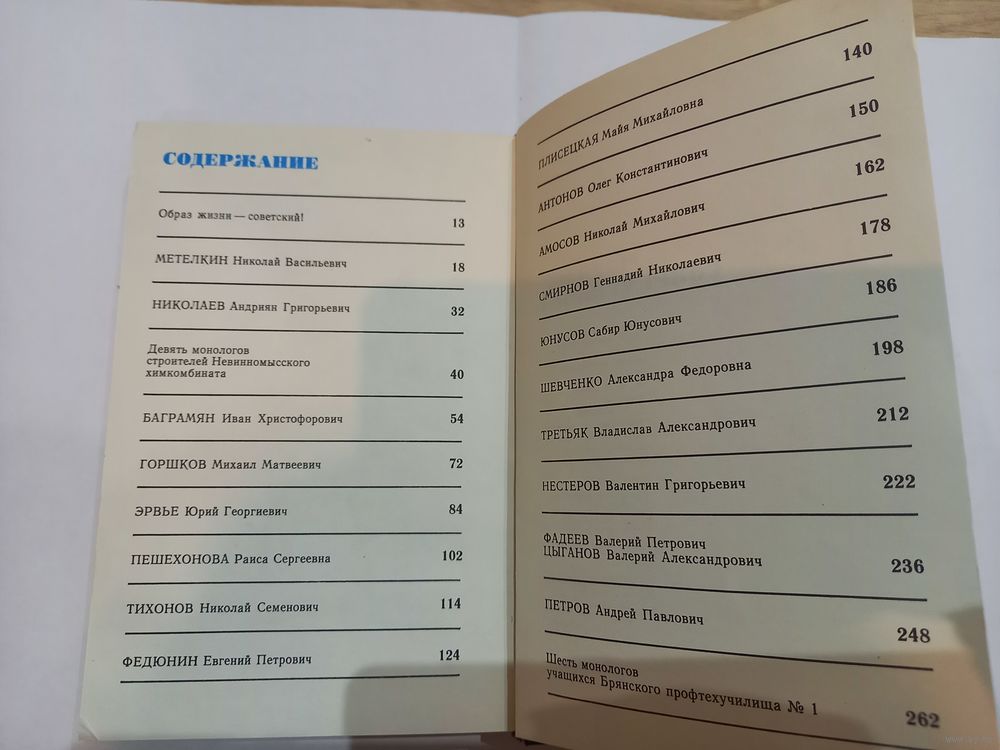 СОДЕРЖАНИЕ
Образ жизни — советский! 13
МЕТЕЛКИН Николай Васильевич 18
НИКОЛАЕВ Андриян Григорьевич 32
Девять монологов
строителей Невинномысского
химкомбината 40
БАГРАМЯН Иван Христофорович 54
ГОРШКОВ Михаил Матвеевич 72
ЭРВЬЕ Юрий Георгиевич 84
ПЕШЕХОНОВА Раиса Сергеевна 102
ТИХОНОВ Николай Семенович 114
ФЕДЮНИН Евгений Петрович 124
ПЛИСЕЦКАЯ Майя Михайловна 140
АНТОНОВ Олег Константинович 150
АМОСОВ Николай Михайлович 162
СМИРНОВ Геннадий Николаевич 178
ЮНУСОВ Сабир Юнусович 186
ШЕВЧЕНКО Александра Федоровна 198
ТРЕТЬЯК Владислав Александрович 212
НЕСТЕРОВ Валентин Григорьевич 222
ФАДЕЕВ Валерий Петрович
ЦЫГАНОВ Валерий Александрович 236
ПЕТРОВ Андрей Павлович 248
Шесть монологов
учащихся Брянского профтехучилища № 1 262